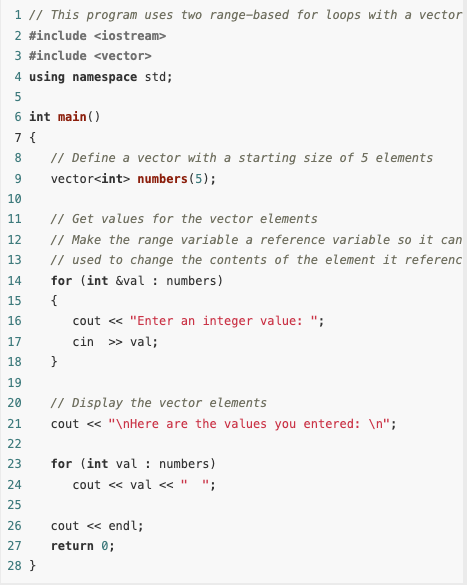 1 // This program uses two range-based for loops with a vector
2 #include <iostream>
3 #include <vector>
4 using namespace std;
5
6 int main()
7 {
8    // Define a vector with a starting size of 5 elements
9    vector<int> numbers(5);
10
11    // Get values for the vector elements
12    // Make the range variable a reference variable so it can
13    // used to change the contents of the element it referenc
14    for (int &val : numbers)
15    {
16       cout << "Enter an integer value: ";
17       cin  >> val;
18    }
19
20    // Display the vector elements
21    cout << "\nHere are the values you entered: \n";
22
23    for (int val : numbers)
24       cout << val << "  ";
25
26    cout << endl;
27    return 0;
28 }